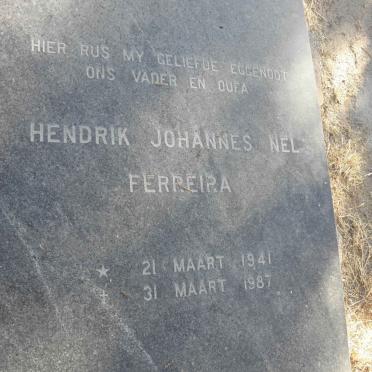 HIER RUS MY GELIEFDE EGGENOOT
ONS VADER EN OUPA
HENDRIK JOHANNES NEL
FERREIRA
★ 21 MAART 1941
✝ 31 MAART 1987